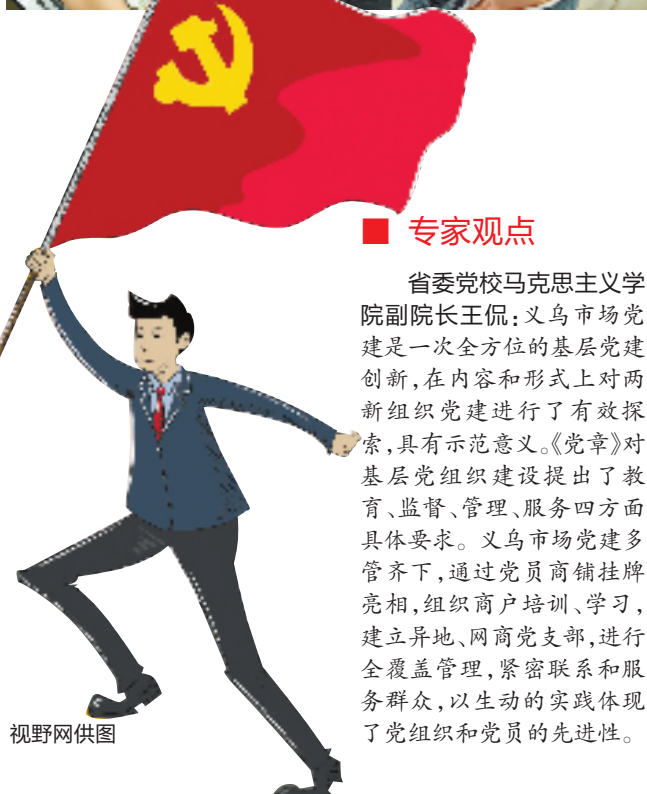 ■ 专家观点
省委党校马克思主义学
院副院长王侃：义乌市场党
建是一次全方位的基层党建
创新，在内容和形式上对两
新组织党建进行了有效探
索，具有示范意义。《党章》对
基层党组织建设提出了教
育、监督、管理、服务四方面
具体要求。义乌市场党建多
管齐下，通过党员商铺挂牌
亮相，组织商户培训、学习，
建立异地、网商党支部，进行
全覆盖管理，紧密联系和服
务群众，以生动的实践体现
了党组织和党员的先进性。
视野网供图